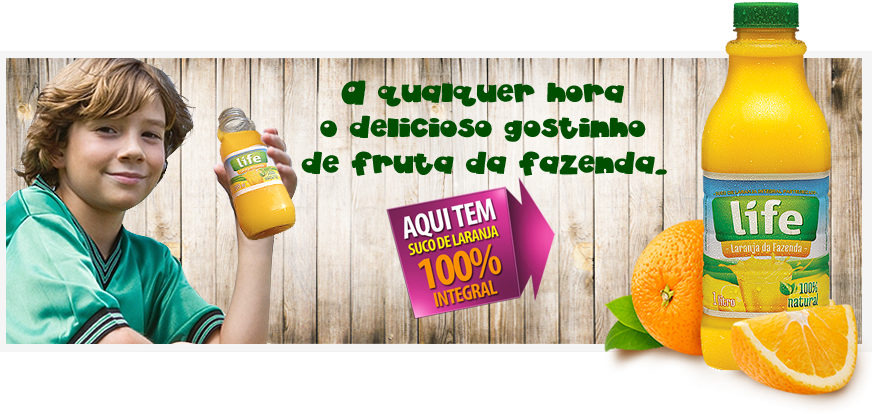 A qualquer hora
o delicioso gostinho
de fruta da fazenda.
AQUI TEM
SUCO DE LARANJA
100%
INTEGRAL
life
life
Laranja da Fazenda
100%
natural
1 litro